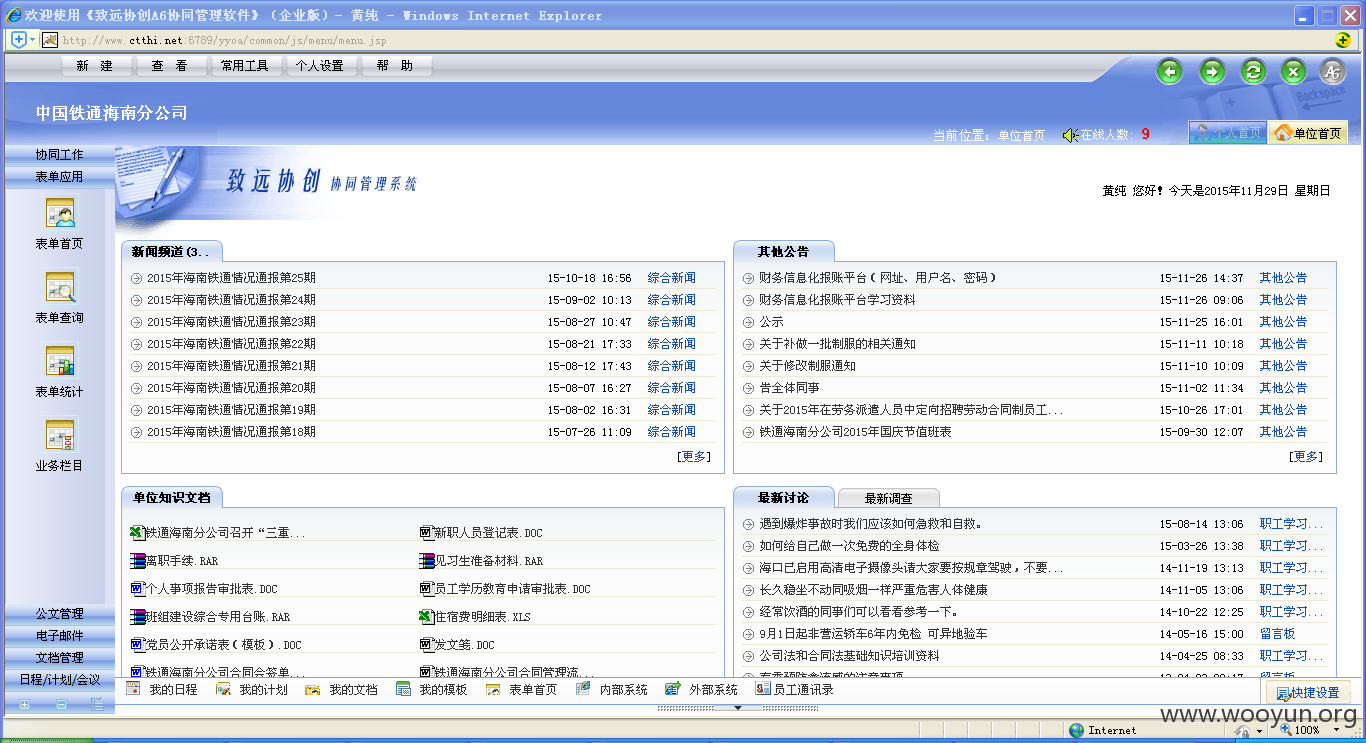 欢迎使用《致远协创A6协同管理软件》（企业版）- 黄纯 - Windows Internet Explorer
http://www.ctthi.net:6789/yyoa/common/js/menu/menu.jsp
新 建 查 看 常用工具 个人设置 帮 助
A6
Backspace
中国铁通海南分公司
当前位置：单位首页 在线人数：9 个人首页 单位首页
协同工作
表单应用
表单首页
表单查询
表单统计
业务栏目
公文管理
电子邮件
文档管理
日程/计划/会议
致远协创 协同管理系统
黄纯 您好！今天是2015年11月29日 星期日
新闻频道(3..
2015年海南铁通情况通报第25期 15-10-18 16:56 综合新闻
2015年海南铁通情况通报第24期 15-09-02 10:13 综合新闻
2015年海南铁通情况通报第23期 15-08-27 10:47 综合新闻
2015年海南铁通情况通报第22期 15-08-21 17:33 综合新闻
2015年海南铁通情况通报第21期 15-08-12 17:43 综合新闻
2015年海南铁通情况通报第20期 15-08-07 16:27 综合新闻
2015年海南铁通情况通报第19期 15-08-02 16:31 综合新闻
2015年海南铁通情况通报第18期 15-07-26 11:09 综合新闻
[更多]
其他公告
财务信息化报账平台（网址、用户名、密码） 15-11-26 14:37 其他公告
财务信息化报账平台学习资料 15-11-26 09:06 其他公告
公示 15-11-25 16:01 其他公告
关于补做一批制服的相关通知 15-11-11 10:18 其他公告
关于修改制服通知 15-11-10 10:09 其他公告
告全体同事 15-11-02 11:34 其他公告
关于2015年在劳务派遣人员中定向招聘劳动合同制员工... 15-10-26 17:01 其他公告
铁通海南分公司2015年国庆节值班表 15-09-30 12:07 其他公告
[更多]
单位知识文档
铁通海南分公司召开“三重... 新职人员登记表.DOC
离职手续.RAR 见习生准备材料.RAR
个人事项报告审批表.DOC 员工学历教育申请审批表.DOC
班组建设综合专用台账.RAR 住宿费明细表.XLS
党员公开承诺表（模板）.DOC 发文笺.DOC
铁通海南分公司合同会签单... 铁通海南分公司合同管理流...
最新讨论 最新调查
遇到爆炸事故时我们应该如何急救和自救。 15-08-14 13:06 职工学习...
如何给自己做一次免费的全身体检 15-03-26 13:38 职工学习...
海口已启用高清电子摄像头请大家要按规章驾驶，不要... 14-11-19 13:13 职工学习...
长久稳坐不动同吸烟一样严重危害人体健康 14-11-05 13:06 职工学习...
经常饮酒的同事们可以看看参考一下。 14-10-22 12:25 职工学习...
9月1日起非营运轿车6年内免检 可异地验车 14-05-16 15:00 留言板
公司法和合同法基础知识培训资料 14-04-25 08:33 职工学习...
我的日程 我的计划 我的文档 我的模板 表单首页 内部系统 外部系统 员工通讯录 快捷设置
www.wooyun.org
Internet 100%